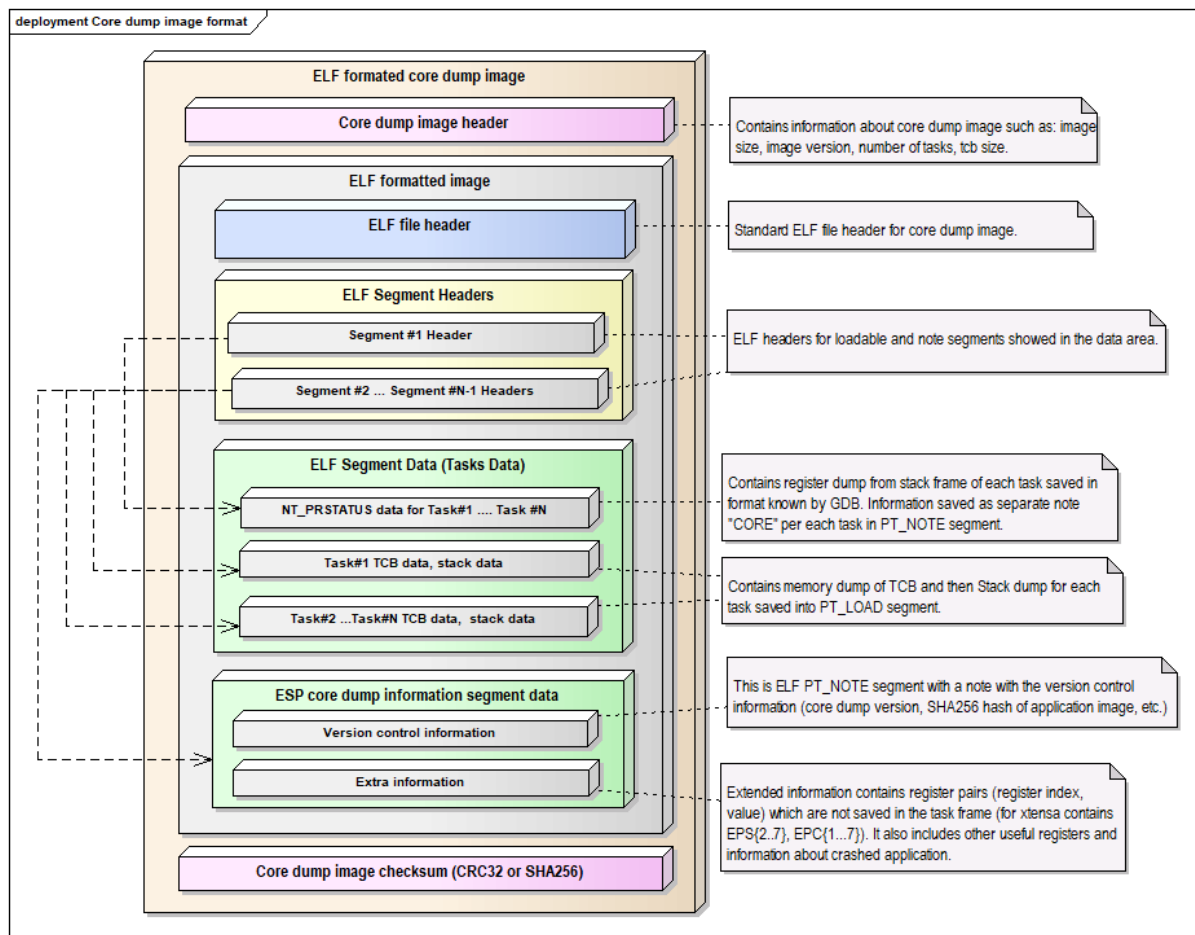 deployment Core dump image format
ELF formated core dump image
Core dump image header
Contains information about core dump image such as: image
size, image version, number of tasks, tcb size.
ELF formatted image
ELF file header
Standard ELF file header for core dump image.
ELF Segment Headers
Segment #1 Header
ELF headers for loadable and note segments showed in the data area.
Segment #2 ... Segment #N-1 Headers
ELF Segment Data (Tasks Data)
Contains register dump from stack frame of each task saved in
format known by GDB. Information saved as separate note
"CORE" per each task in PT_NOTE segment.
NT_PRSTATUS data for Task#1 .... Task #N
Task#1 TCB data, stack data
Contains memory dump of TCB and then Stack dump for each
task saved into PT_LOAD segment.
Task#2 ...Task#N TCB data, stack data
ESP core dump information segment data
This is ELF PT_NOTE segment with a note with the version control
information (core dump version, SHA256 hash of application image, etc.)
Version control information
Extra information
Extended information contains register pairs (register index,
value) which are not saved in the task frame (for xtensa contains
EPS{2..7}, EPC{1...7}). It also includes other useful registers and
information about crashed application.
Core dump image checksum (CRC32 or SHA256)